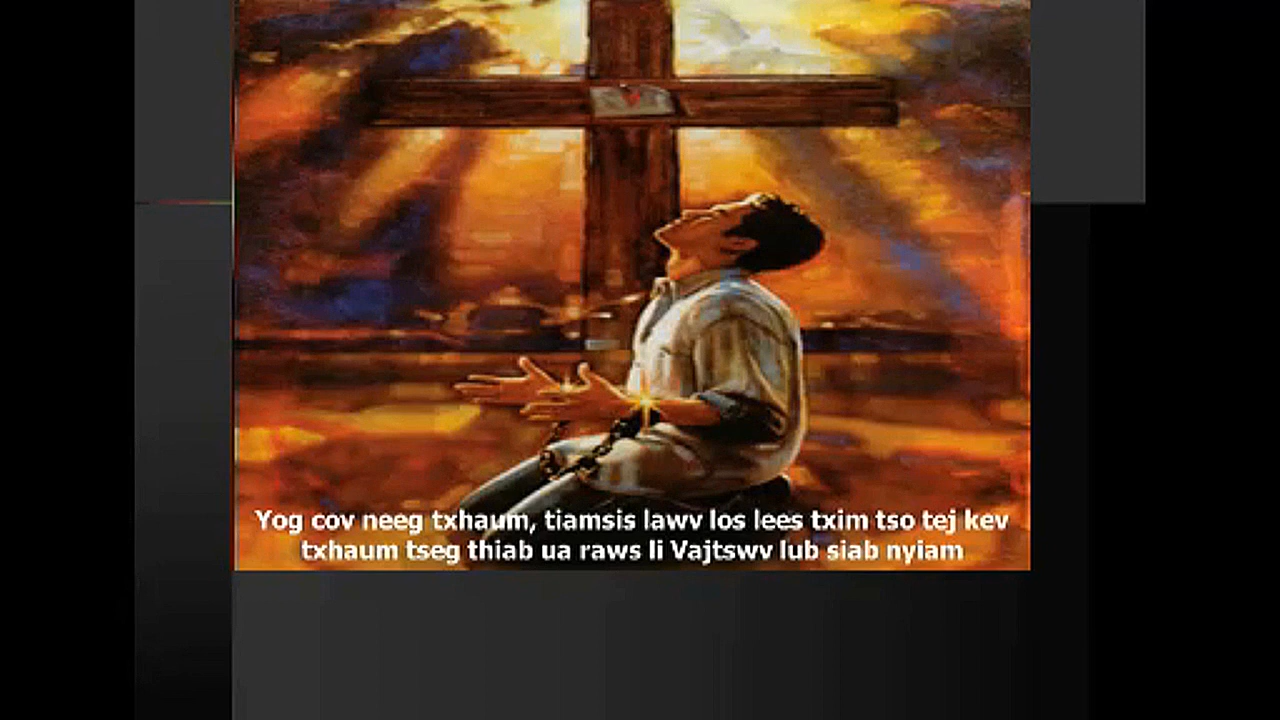 Yog cov neeg txhaum, tiamsis lawv los lees txim tso tej kev
txhaum tseg thiab ua raws li Vajtswv lub siab nyiam